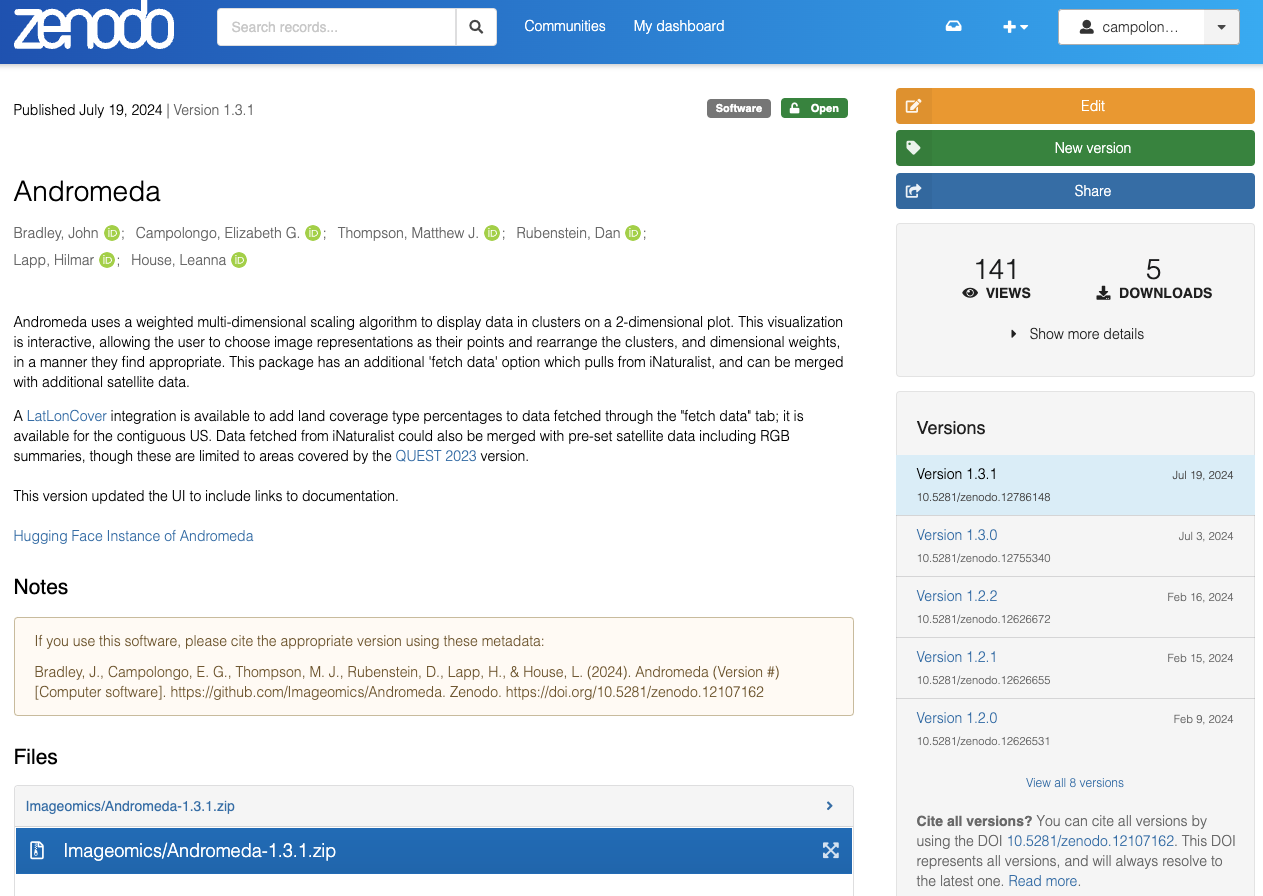 zenodo
Search records...
Communities
My dashboard
campolon...
Published July 19, 2024 | Version 1.3.1
Software
Open
Andromeda
Bradley, John iD; Campolongo, Elizabeth G. iD; Thompson, Matthew J. iD; Rubenstein, Dan iD;
Lapp, Hilmar iD; House, Leanna iD
Andromeda uses a weighted multi-dimensional scaling algorithm to display data in clusters on a 2-dimensional plot. This visualization
is interactive, allowing the user to choose image representations as their points and rearrange the clusters, and dimensional weights,
in a manner they find appropriate. This package has an additional 'fetch data' option which pulls from iNaturalist, and can be merged
with additional satellite data.
A LatLonCover integration is available to add land coverage type percentages to data fetched through the "fetch data" tab; it is
available for the contiguous US. Data fetched from iNaturalist could also be merged with pre-set satellite data including RGB
summaries, though these are limited to areas covered by the QUEST 2023 version.
This version updated the UI to include links to documentation.
Hugging Face Instance of Andromeda
Notes
If you use this software, please cite the appropriate version using these metadata:
Bradley, J., Campolongo, E. G., Thompson, M. J., Rubenstein, D., Lapp, H., & House, L. (2024). Andromeda (Version #)
[Computer software]. https://github.com/Imageomics/Andromeda. Zenodo. https://doi.org/10.5281/zenodo.12107162
Files
Imageomics/Andromeda-1.3.1.zip
Imageomics/Andromeda-1.3.1.zip
Edit
New version
Share
141
VIEWS
5
DOWNLOADS
Show more details
Versions
Version 1.3.1 Jul 19, 2024
10.5281/zenodo.12786148
Version 1.3.0 Jul 3, 2024
10.5281/zenodo.12755340
Version 1.2.2 Feb 16, 2024
10.5281/zenodo.12626672
Version 1.2.1 Feb 15, 2024
10.5281/zenodo.12626655
Version 1.2.0 Feb 9, 2024
10.5281/zenodo.12626531
View all 8 versions
Cite all versions? You can cite all versions by
using the DOI 10.5281/zenodo.12107162. This DOI
represents all versions, and will always resolve to
the latest one. Read more.